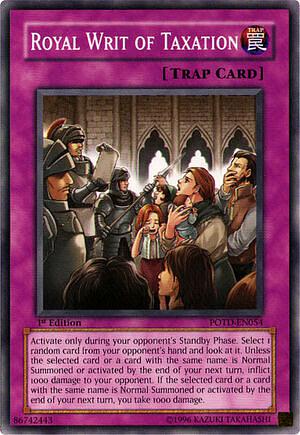 ROYAL WRIT OF TAXATION
TRAP
罠
[TRAP CARD]
1st Edition
POTD-EN054
Activate only during your opponent's Standby Phase. Select 1
random card from your opponent's hand and look at it. Unless
the selected card or a card with the same name is Normal
Summoned or activated by the end of your next turn, inflict
1000 damage to your opponent. If the selected card or a card
with the same name is Normal Summoned or activated by the
end of your next turn, you take 1000 damage.
86742443
©1996 KAZUKI TAKAHASHI